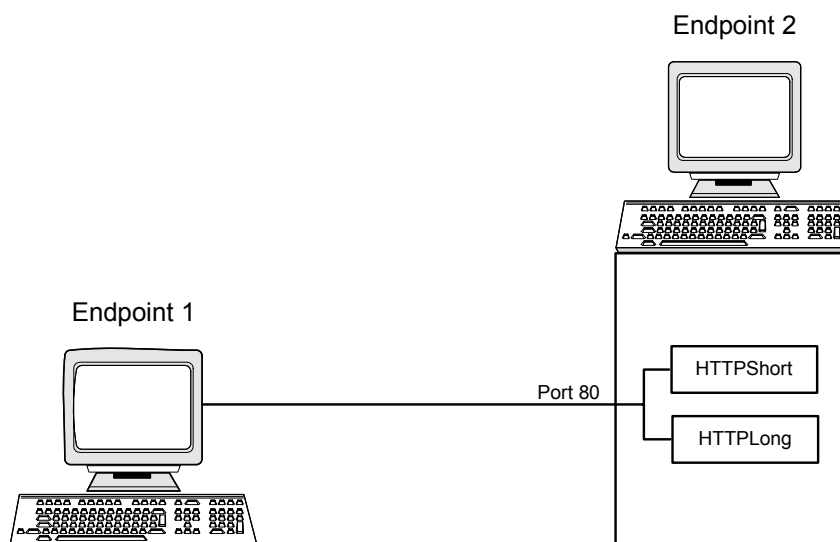 Endpoint 2
Endpoint 1
HTTPShort
Port 80
HTTPLong